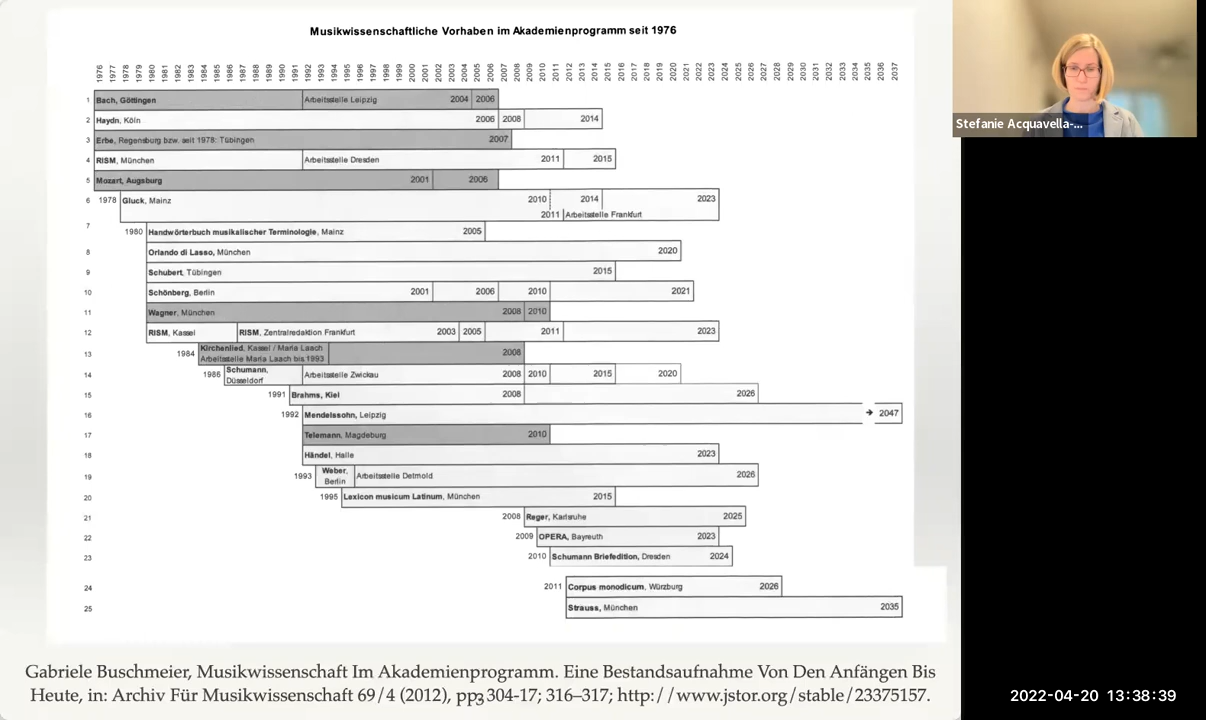 Musikwissenschaftliche Vorhaben im Akademienprogramm seit 1976
1976 1977 1978 1979 1980 1981 1982 1983 1984 1985 1986 1987 1988 1989 1990 1991 1992 1993 1994 1995 1996 1997 1998 1999 2000 2001 2002 2003 2004 2005 2006 2007 2008 2009 2010 2011 2012 2013 2014 2015 2016 2017 2018 2019 2020 2021 2022 2023 2024 2025 2026 2027 2028 2029 2030 2031 2032 2033 2034 2035 2036 2037
1 Bach, Göttingen Arbeitsstelle Leipzig 2004 2006
2 Haydn, Köln 2006 2008 2014
3 Erbe, Regensburg bzw. seit 1978: Tübingen 2007
4 RISM, München Arbeitsstelle Dresden 2011 2015
5 Mozart, Augsburg 2001 2006
6 1978 Gluck, Mainz 2010 2014 2023
2011 Arbeitsstelle Frankfurt
7 1980 Handwörterbuch musikalischer Terminologie, Mainz 2005
8 Orlando di Lasso, München 2020
9 Schubert, Tübingen 2015
10 Schönberg, Berlin 2001 2006 2010 2021
11 Wagner, München 2008 2010
12 RISM, Kassel RISM, Zentralredaktion Frankfurt 2003 2005 2011 2023
13 1984 Kirchenlied, Kassel / Maria Laach 2008
Arbeitsstelle Maria Laach bis 1993
14 1986 Schumann, Arbeitsstelle Zwickau 2008 2010 2015 2020
Düsseldorf
15 1991 Brahms, Kiel 2008 2026
16 1992 Mendelssohn, Leipzig → 2047
17 Telemann, Magdeburg 2010
18 Händel, Halle 2023
19 1993 Weber, Arbeitsstelle Detmold 2026
Berlin
20 1995 Lexicon musicum Latinum, München 2015
21 2008 Reger, Karlsruhe 2025
22 2009 OPERA, Bayreuth 2023
23 2010 Schumann Briefedition, Dresden 2024
24 2011 Corpus monodicum, Würzburg 2026
25 Strauss, München 2035
Gabriele Buschmeier, Musikwissenschaft Im Akademienprogramm. Eine Bestandsaufnahme Von Den Anfängen Bis
Heute, in: Archiv Für Musikwissenschaft 69/4 (2012), pp3 304-17; 316–317; http://www.jstor.org/stable/23375157.
Stefanie Acquavella-...
2022-04-20 13:38:39